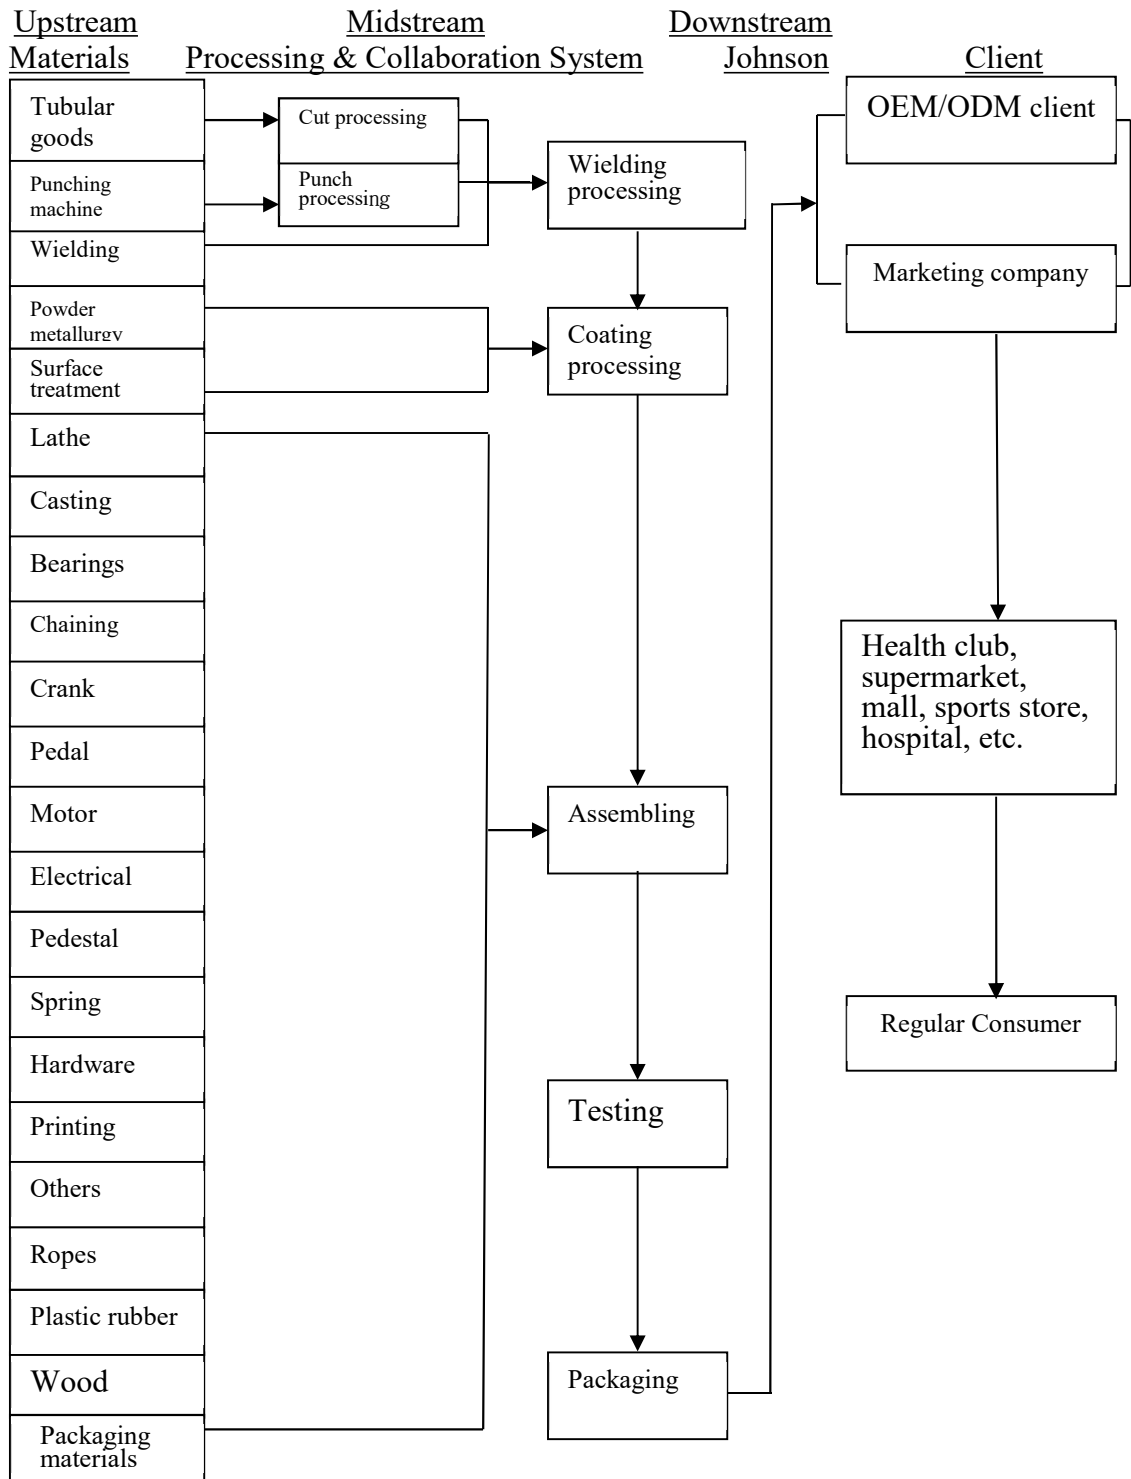 Upstream
Materials
Midstream
Processing & Collaboration System
Downstream
Johnson
Client
Tubular
goods
Punching
machine
Wielding
Powder
metallurgy
Surface
treatment
Lathe
Casting
Bearings
Chaining
Crank
Pedal
Motor
Electrical
Pedestal
Spring
Hardware
Printing
Others
Ropes
Plastic rubber
Wood
Packaging
materials
Cut processing
Punch
processing
Wielding
processing
Coating
processing
Assembling
Testing
Packaging
OEM/ODM client
Marketing company
Health club,
supermarket,
mall, sports store,
hospital, etc.
Regular Consumer